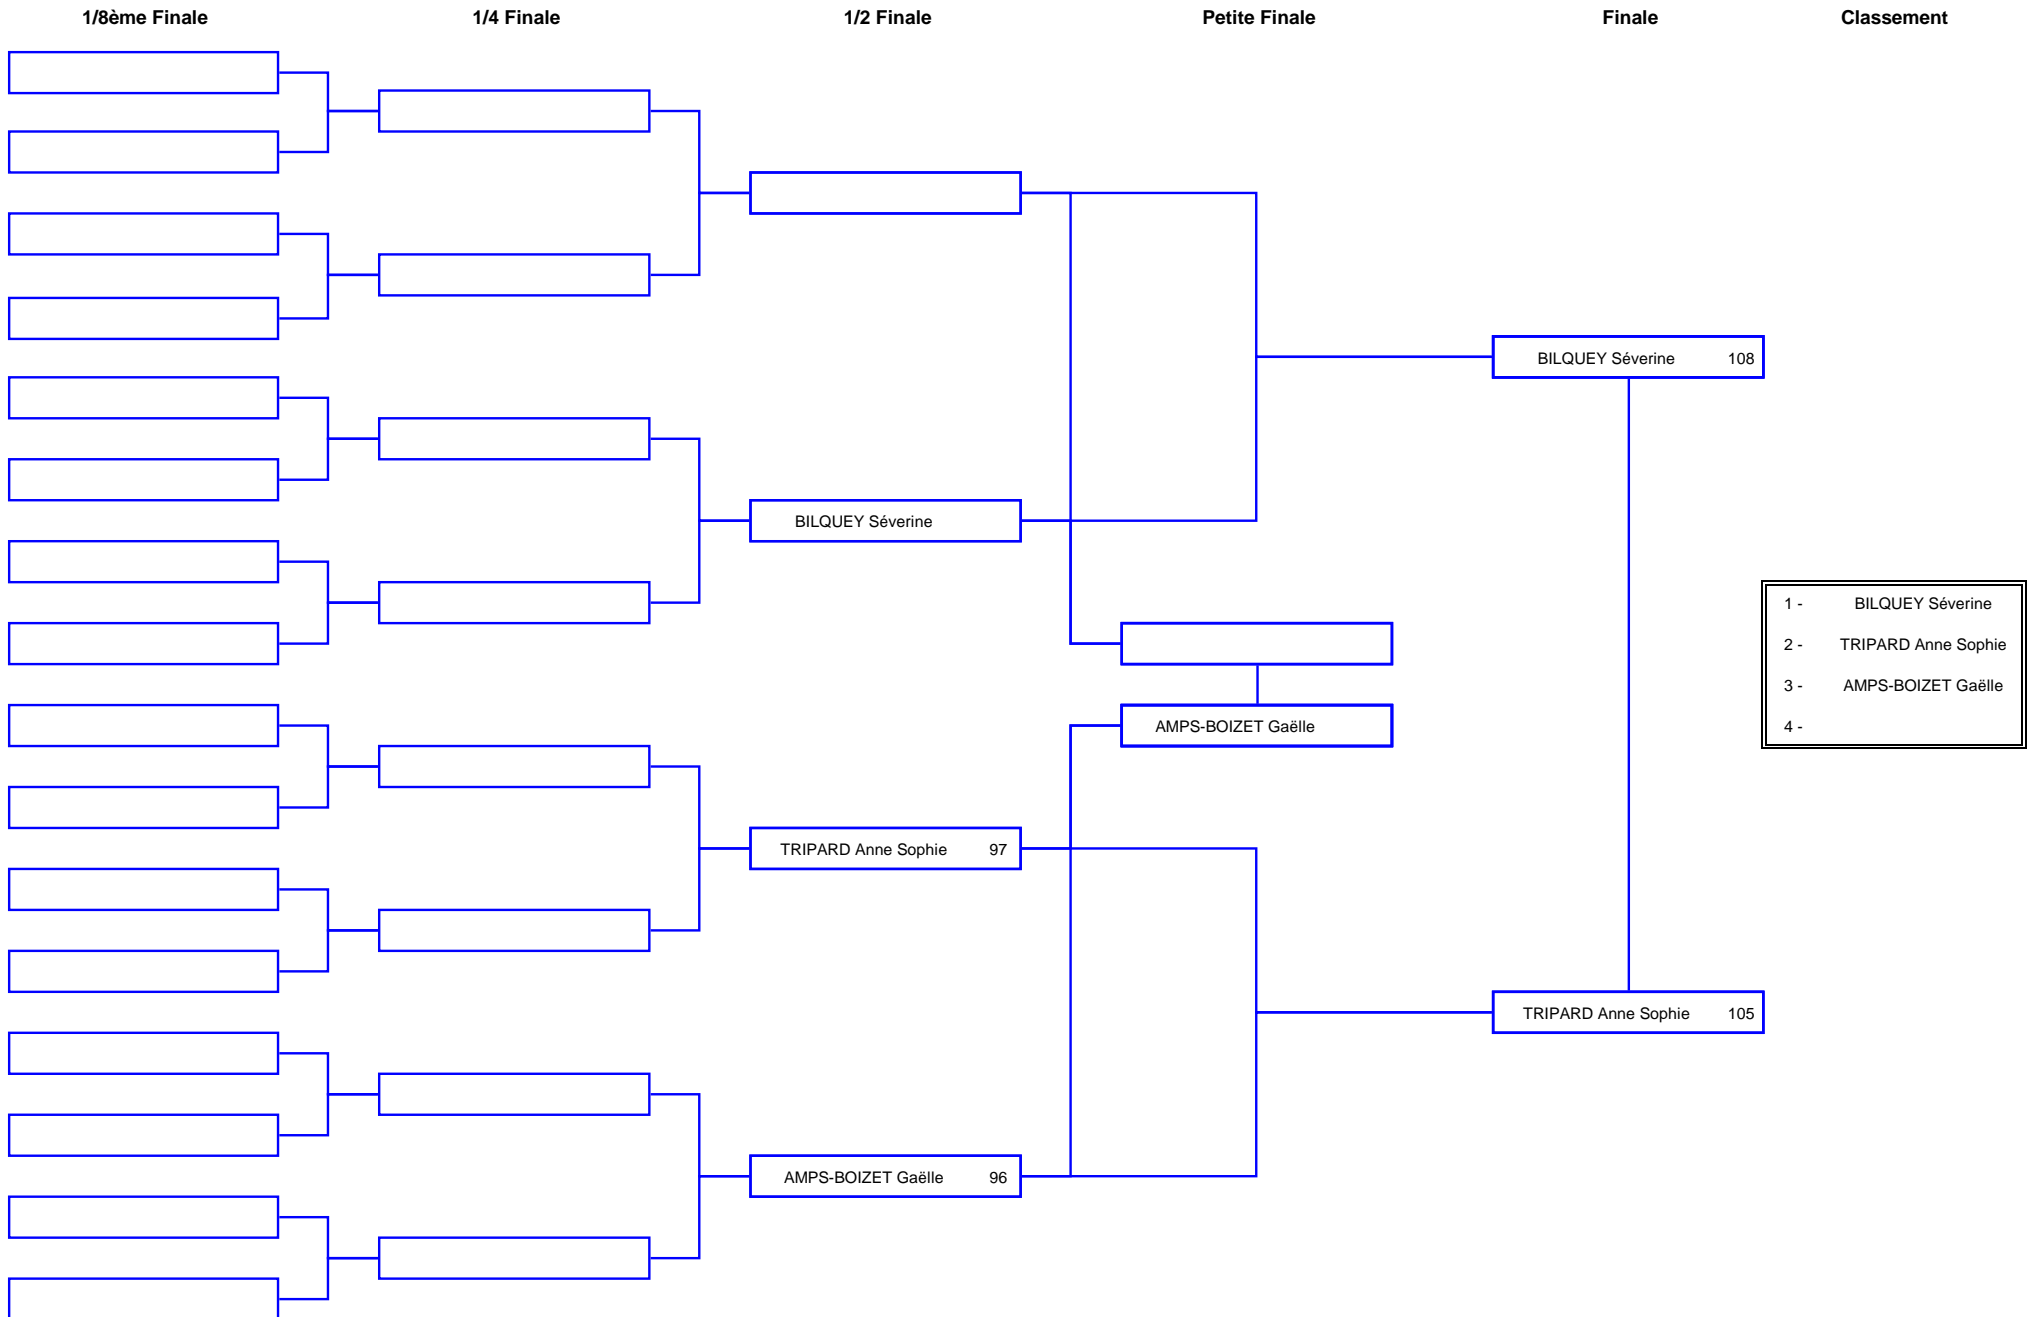 1/8ème Finale 1/4 Finale 1/2 Finale Petite Finale Finale Classement
BILQUEY Séverine 108
BILQUEY Séverine
1 - BILQUEY Séverine
2 - TRIPARD Anne Sophie
3 - AMPS-BOIZET Gaëlle
4 -
AMPS-BOIZET Gaëlle
TRIPARD Anne Sophie 97
TRIPARD Anne Sophie 105
AMPS-BOIZET Gaëlle 96